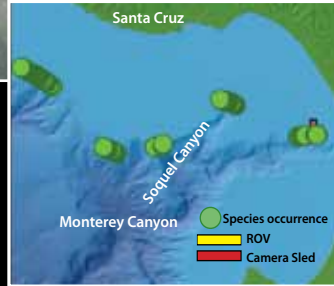 Santa Cruz
Soquel Canyon
Monterey Canyon
Species occurrence
ROV
Camera Sled